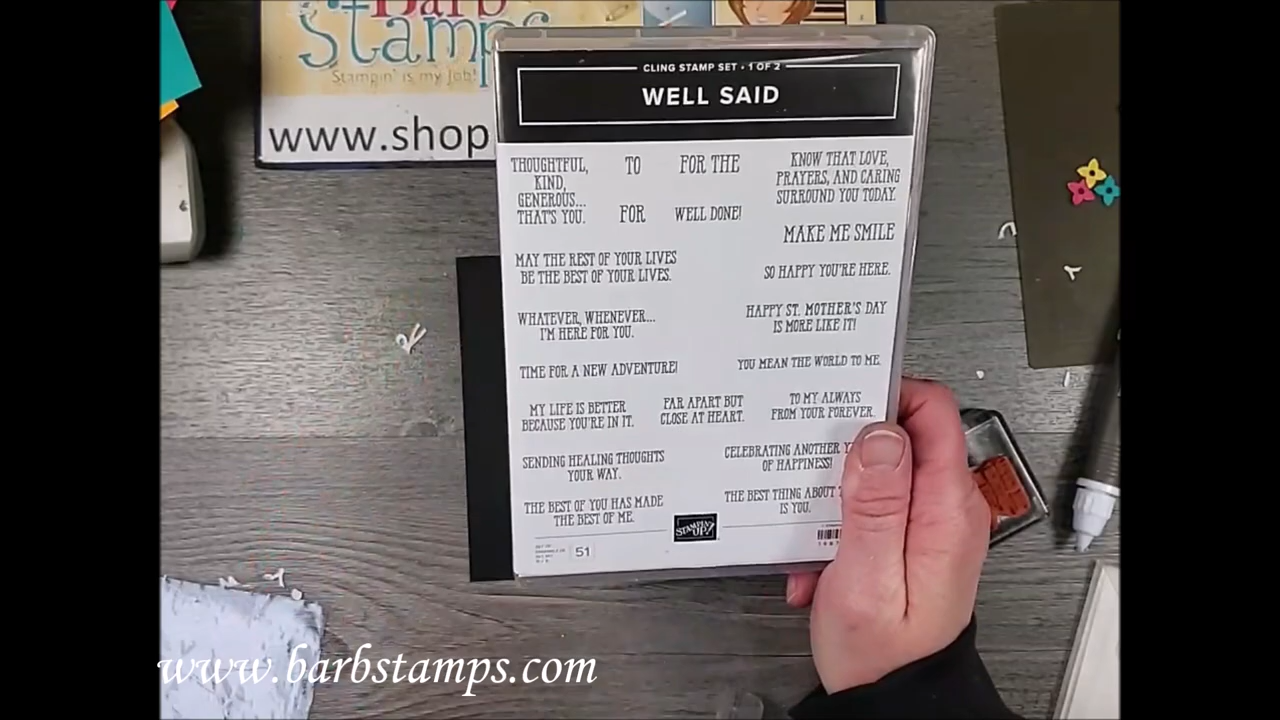 Barb
Stamps
Stampin' is my Job!
www.shop
CLING STAMP SET • 1 OF 2
WELL SAID
THOUGHTFUL,
KIND,
GENEROUS...
THAT'S YOU.
TO
FOR THE
FOR
WELL DONE!
KNOW THAT LOVE,
PRAYERS, AND CARING
SURROUND YOU TODAY.
MAKE ME SMILE
MAY THE REST OF YOUR LIVES
BE THE BEST OF YOUR LIVES.
SO HAPPY YOU'RE HERE.
WHATEVER, WHENEVER...
I'M HERE FOR YOU.
HAPPY ST. MOTHER'S DAY
IS MORE LIKE IT!
TIME FOR A NEW ADVENTURE!
YOU MEAN THE WORLD TO ME.
MY LIFE IS BETTER
BECAUSE YOU'RE IN IT.
FAR APART BUT
CLOSE AT HEART.
TO MY ALWAYS
FROM YOUR FOREVER.
SENDING HEALING THOUGHTS
YOUR WAY.
CELEBRATING ANOTHER Y
OF HAPPINESS!
THE BEST OF YOU HAS MADE
THE BEST OF ME.
THE BEST THING ABOUT
IS YOU.
STAMPIN' UP!
51
www.barbstamps.com